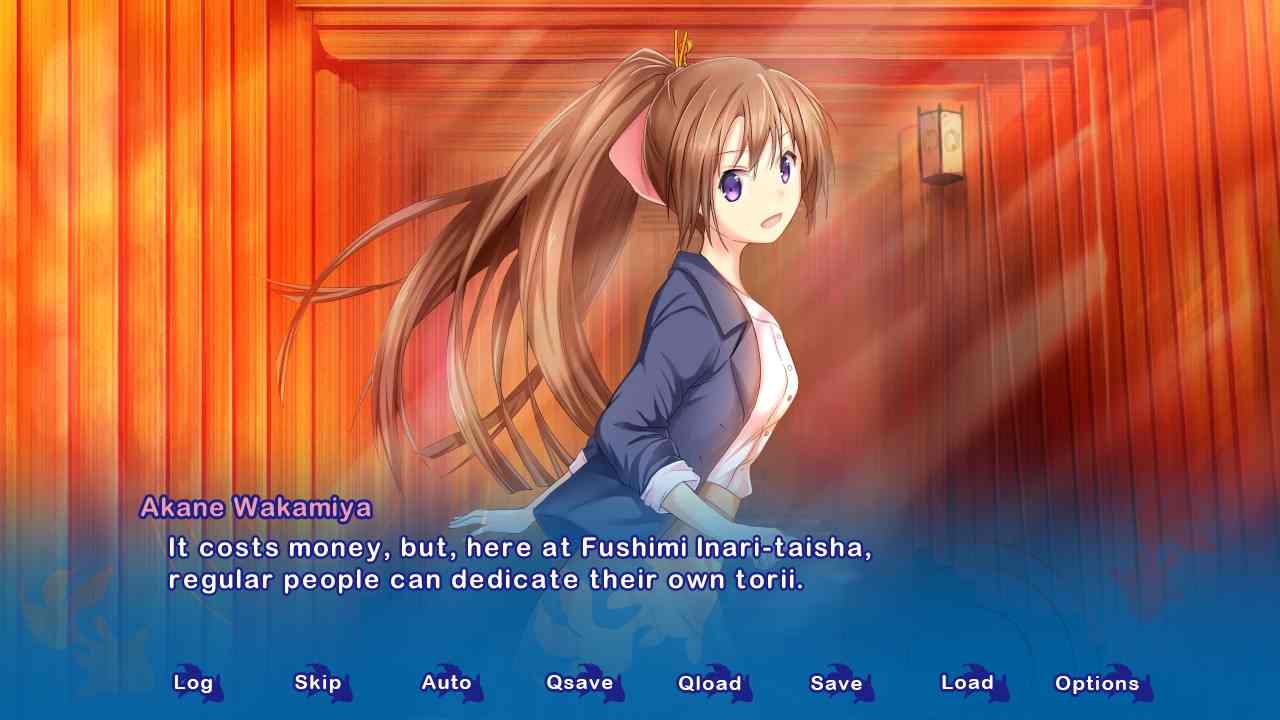 Akane Wakamiya
It costs money, but, here at Fushimi Inari-taisha,
regular people can dedicate their own torii.
Log Skip Auto Qsave Qload Save Load Options